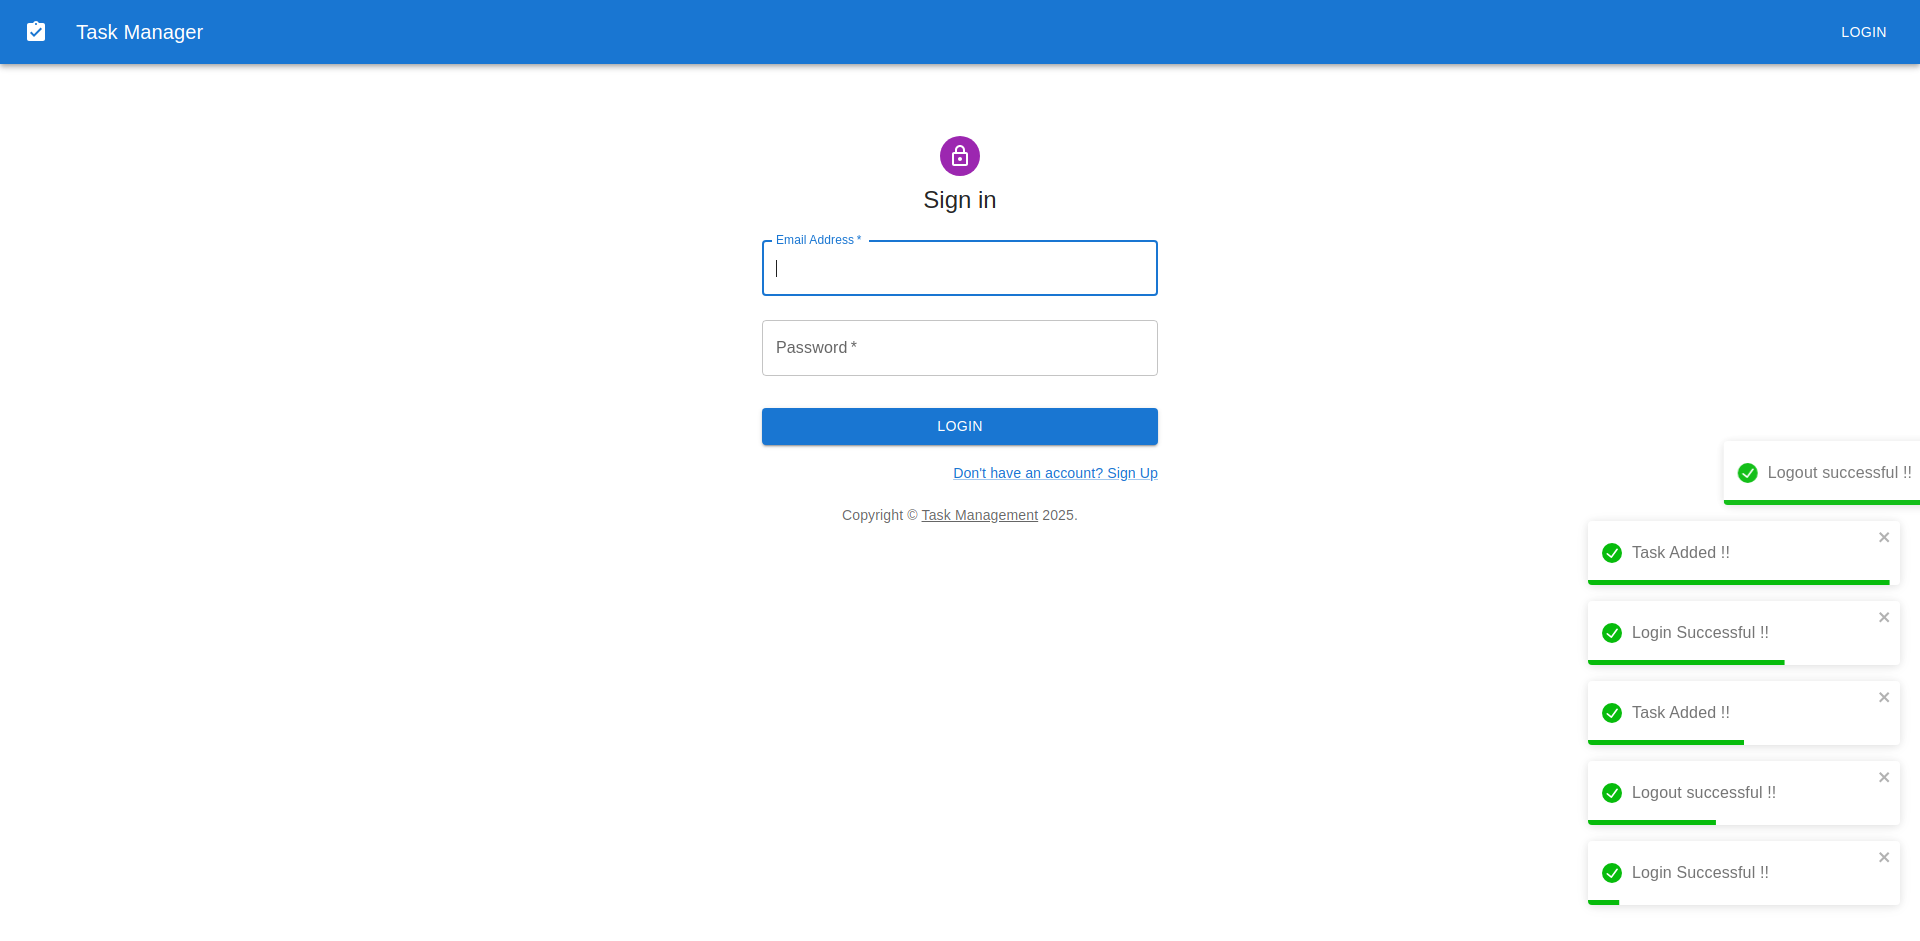 Task Manager
LOGIN
Sign in
Email Address *
Password *
LOGIN
Don't have an account? Sign Up
Copyright © Task Management 2025.
Logout successful !!
Task Added !!
Login Successful !!
Task Added !!
Logout successful !!
Login Successful !!